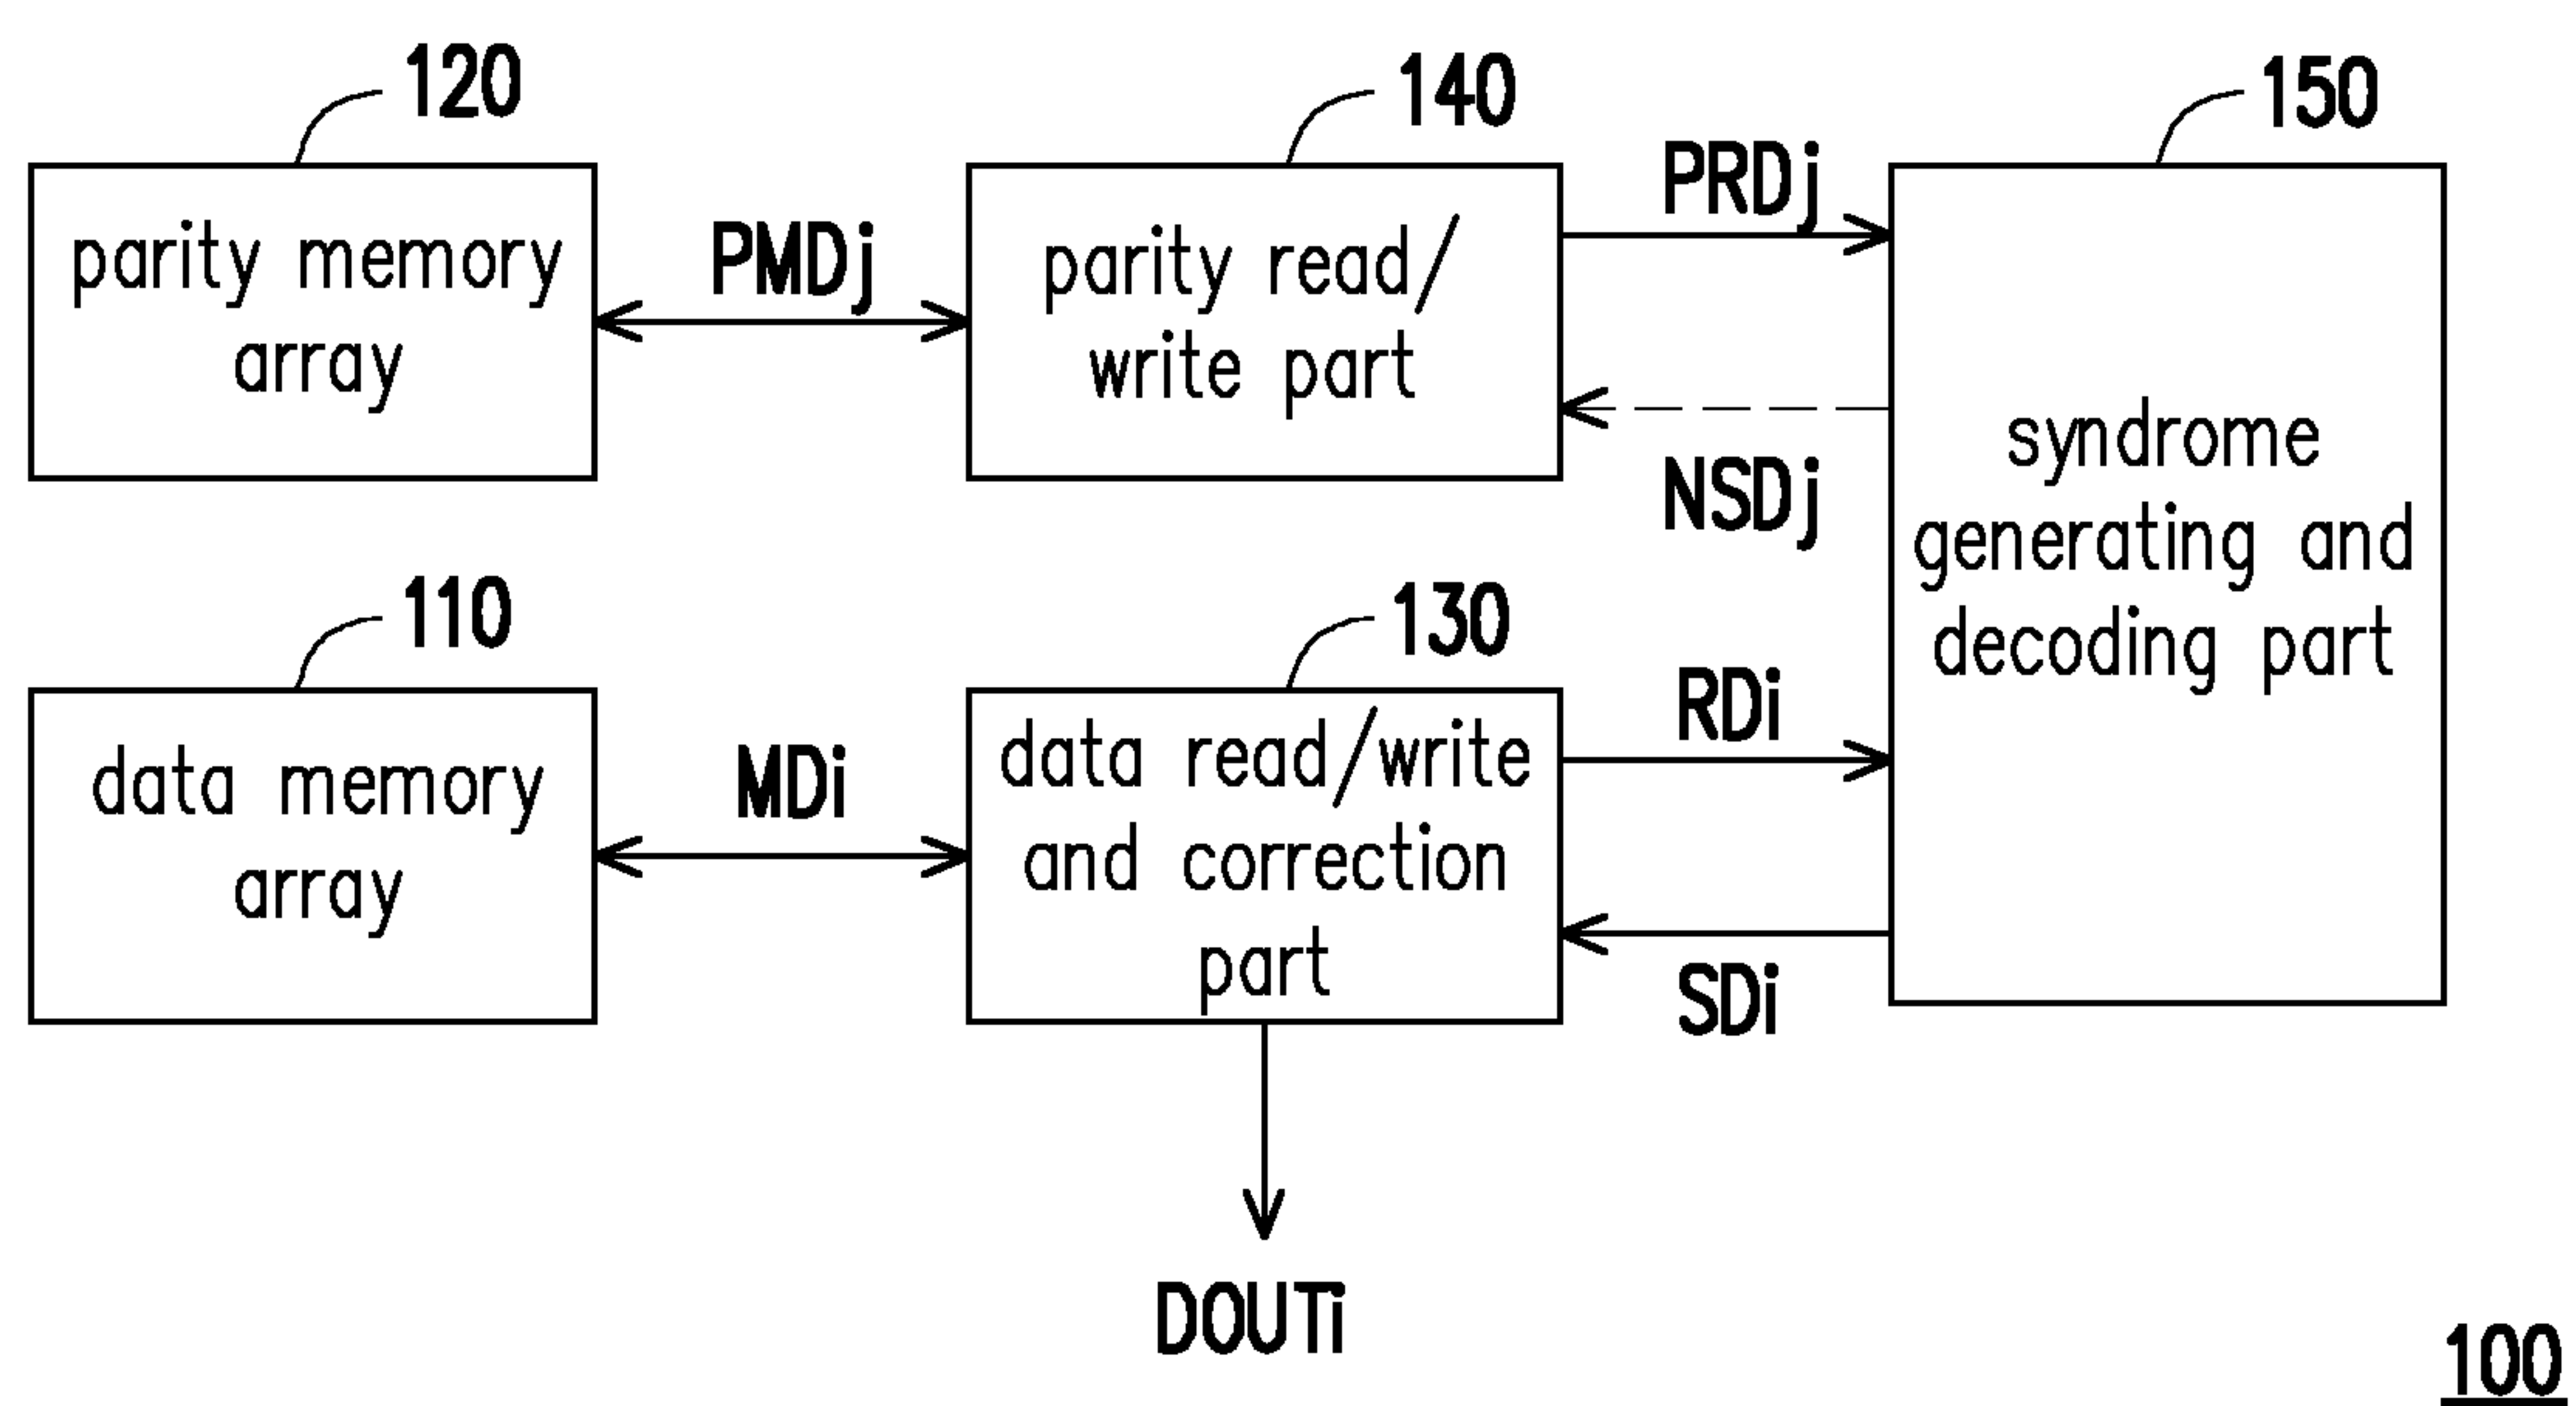 120
140
150
parity memory
array
PMDj
parity read/
write part
PRDj
NSDj
syndrome
generating and
decoding part
110
130
data memory
array
MDi
data read/write
and correction
part
RDi
SDi
DOUTi
100